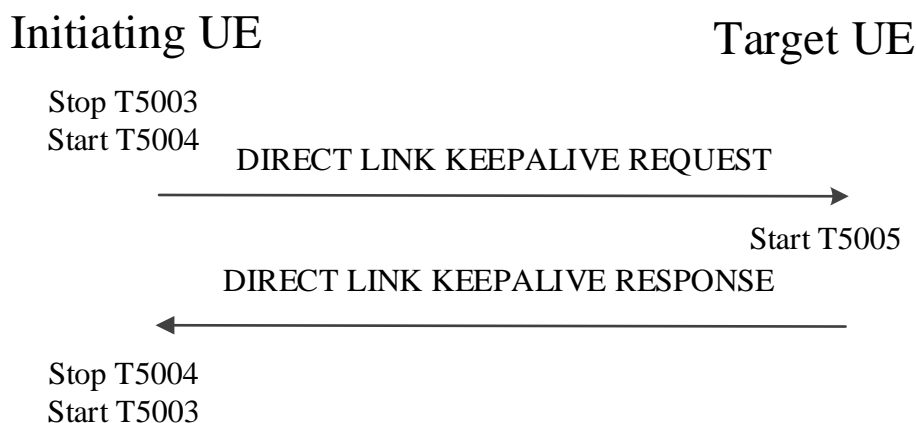 Initiating UE
Target UE
Stop T5003
Start T5004
DIRECT LINK KEEPALIVE REQUEST
Start T5005
DIRECT LINK KEEPALIVE RESPONSE
Stop T5004
Start T5003